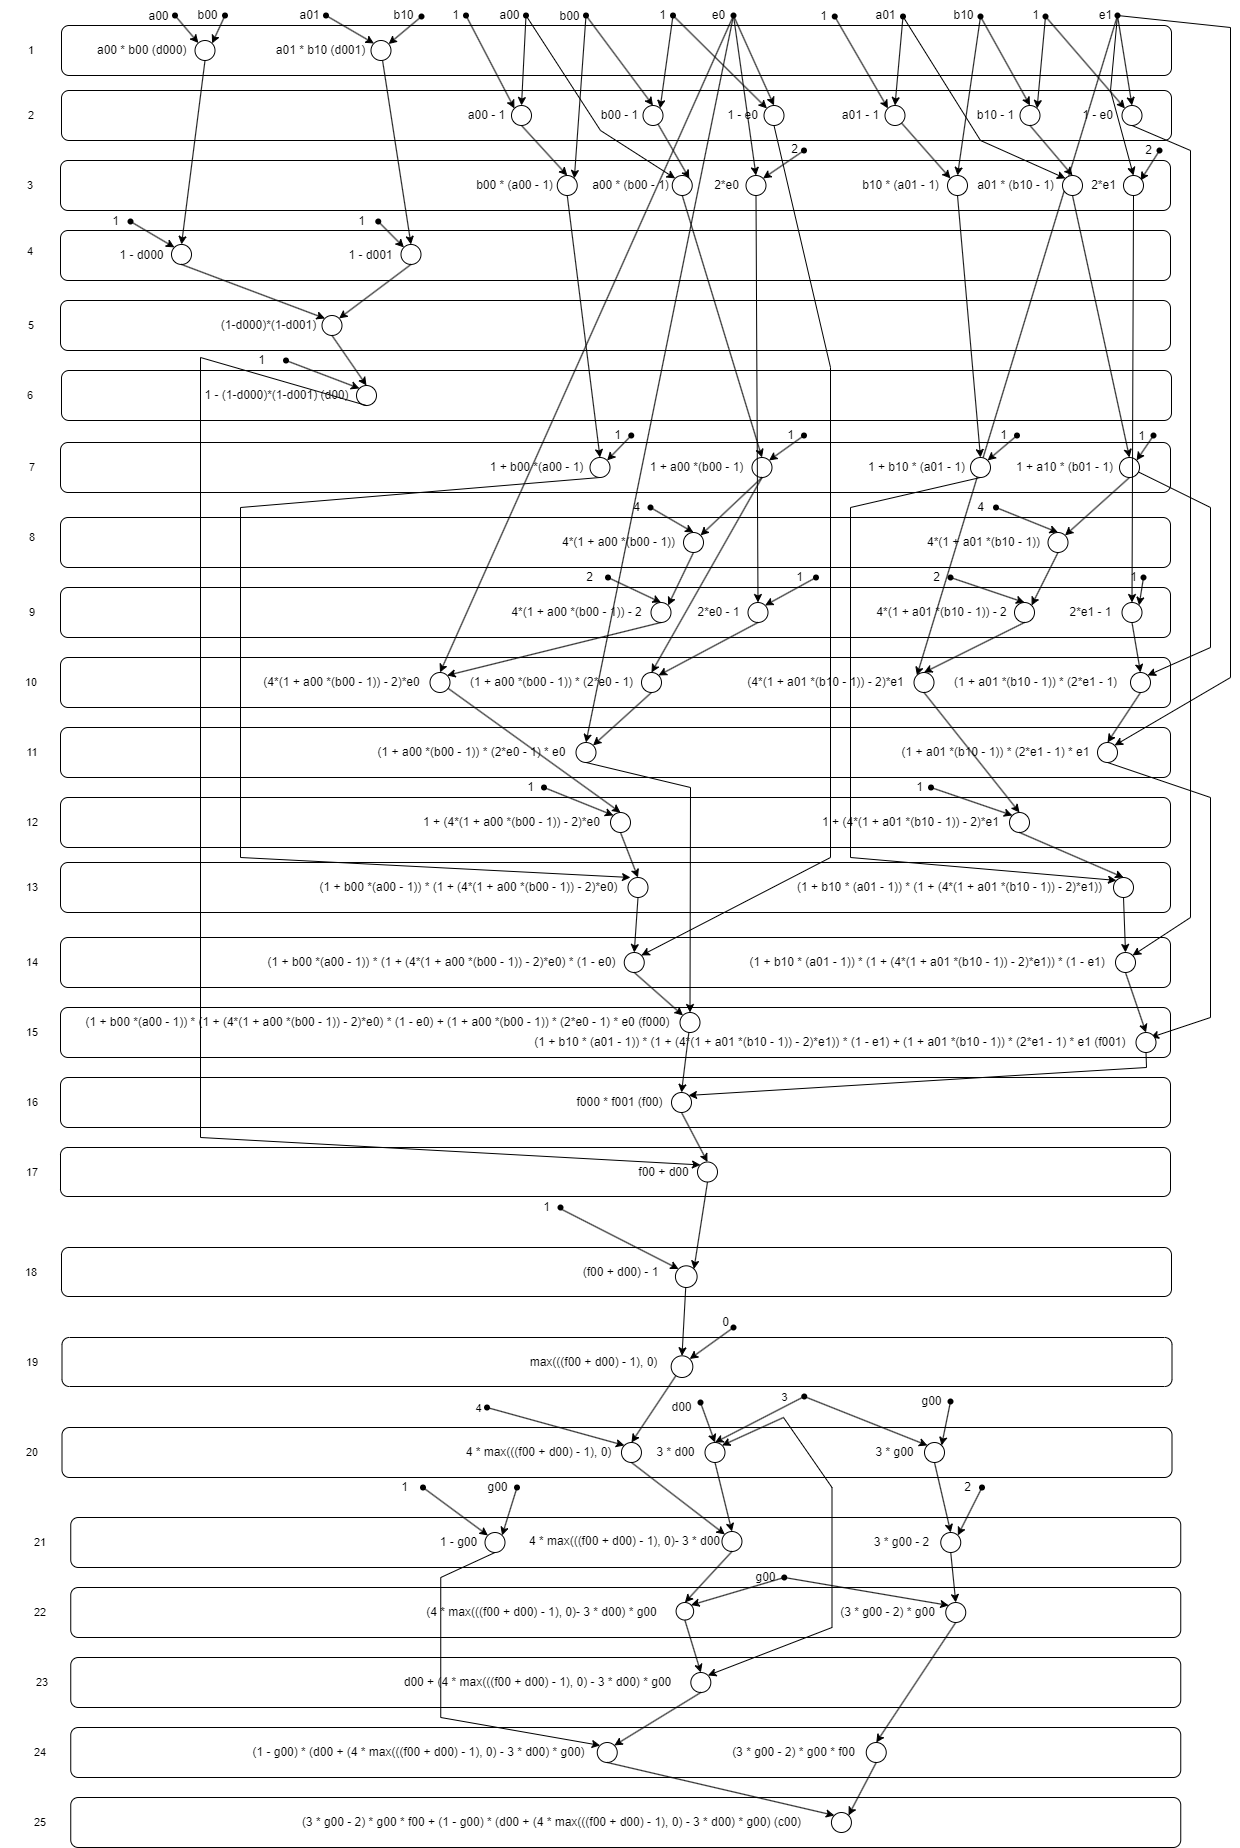 a00 b00 a01 b10 1 a00 b00 1 e0 1 a01 b10 1 e1
1 a00 * b00 (d000) a01 * b10 (d001)
2 a00 - 1 b00 - 1 1 - e0 a01 - 1 b10 - 1 1 - e0
2 2
3 b00 * (a00 - 1) a00 * (b00 - 1) 2*e0 b10 * (a01 - 1) a01 * (b10 - 1) 2*e1
1 1
4 1 - d000 1 - d001
5 (1-d000)*(1-d001)
1
6 1 - (1-d000)*(1-d001) (d00)
1 1 1 1
7 1 + b00 *(a00 - 1) 1 + a00 *(b00 - 1) 1 + b10 * (a01 - 1) 1 + a10 * (b01 - 1)
4 4
8 4*(1 + a00 *(b00 - 1)) 4*(1 + a01 *(b10 - 1))
2 1 2 1
9 4*(1 + a00 *(b00 - 1)) - 2 2*e0 - 1 4*(1 + a01 *(b10 - 1)) - 2 2*e1 - 1
10 (4*(1 + a00 *(b00 - 1)) - 2)*e0 (1 + a00 *(b00 - 1)) * (2*e0 - 1) (4*(1 + a01 *(b10 - 1)) - 2)*e1 (1 + a01 *(b10 - 1)) * (2*e1 - 1)
11 (1 + a00 *(b00 - 1)) * (2*e0 - 1) * e0 (1 + a01 *(b10 - 1)) * (2*e1 - 1) * e1
1 1
12 1 + (4*(1 + a00 *(b00 - 1)) - 2)*e0 1 + (4*(1 + a01 *(b10 - 1)) - 2)*e1
13 (1 + b00 *(a00 - 1)) * (1 + (4*(1 + a00 *(b00 - 1)) - 2)*e0) (1 + b10 * (a01 - 1)) * (1 + (4*(1 + a01 *(b10 - 1)) - 2)*e1))
14 (1 + b00 *(a00 - 1)) * (1 + (4*(1 + a00 *(b00 - 1)) - 2)*e0) * (1 - e0) (1 + b10 * (a01 - 1)) * (1 + (4*(1 + a01 *(b10 - 1)) - 2)*e1)) * (1 - e1)
(1 + b00 *(a00 - 1)) * (1 + (4*(1 + a00 *(b00 - 1)) - 2)*e0) * (1 - e0) + (1 + a00 *(b00 - 1)) * (2*e0 - 1) * e0 (f000)
15
(1 + b10 * (a01 - 1)) * (1 + (4*(1 + a01 *(b10 - 1)) - 2)*e1)) * (1 - e1) + (1 + a01 *(b10 - 1)) * (2*e1 - 1) * e1 (f001)
16 f000 * f001 (f00)
17 f00 + d00
1
18 (f00 + d00) - 1
0
19 max(((f00 + d00) - 1), 0)
4 d00 3 g00
20 4 * max(((f00 + d00) - 1), 0) 3 * d00 3 * g00
1 g00 2
21 1 - g00 4 * max(((f00 + d00) - 1), 0)- 3 * d00 3 * g00 - 2
g00
22 (4 * max(((f00 + d00) - 1), 0)- 3 * d00) * g00 (3 * g00 - 2) * g00
23 d00 + (4 * max(((f00 + d00) - 1), 0) - 3 * d00) * g00
24 (1 - g00) * (d00 + (4 * max(((f00 + d00) - 1), 0) - 3 * d00) * g00) (3 * g00 - 2) * g00 * f00
25 (3 * g00 - 2) * g00 * f00 + (1 - g00) * (d00 + (4 * max(((f00 + d00) - 1), 0) - 3 * d00) * g00) (c00)